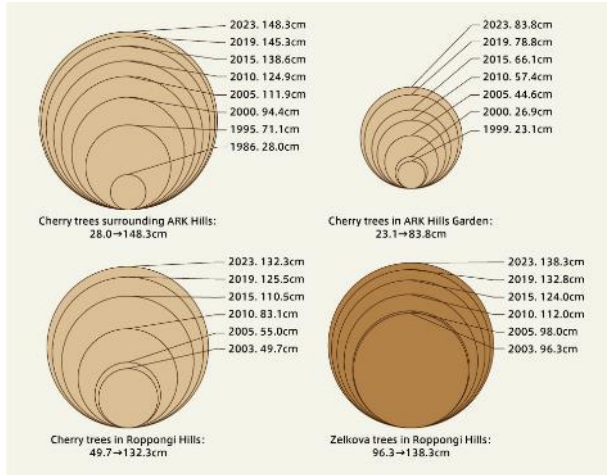 2023. 148.3cm
2019. 145.3cm
2015. 138.6cm
2010. 124.9cm
2005. 111.9cm
2000. 94.4cm
1995. 71.1cm
1986. 28.0cm
Cherry trees surrounding ARK Hills:
28.0→148.3cm
2023. 83.8cm
2019. 78.8cm
2015. 66.1cm
2010. 57.4cm
2005. 44.6cm
2000. 26.9cm
1999. 23.1cm
Cherry trees in ARK Hills Garden:
23.1→83.8cm
2023. 132.3cm
2019. 125.5cm
2015. 110.5cm
2010. 83.1cm
2005. 55.0cm
2003. 49.7cm
Cherry trees in Roppongi Hills:
49.7→132.3cm
2023. 138.3cm
2019. 132.8cm
2015. 124.0cm
2010. 112.0cm
2005. 98.0cm
2003. 96.3cm
Zelkova trees in Roppongi Hills:
96.3→138.3cm